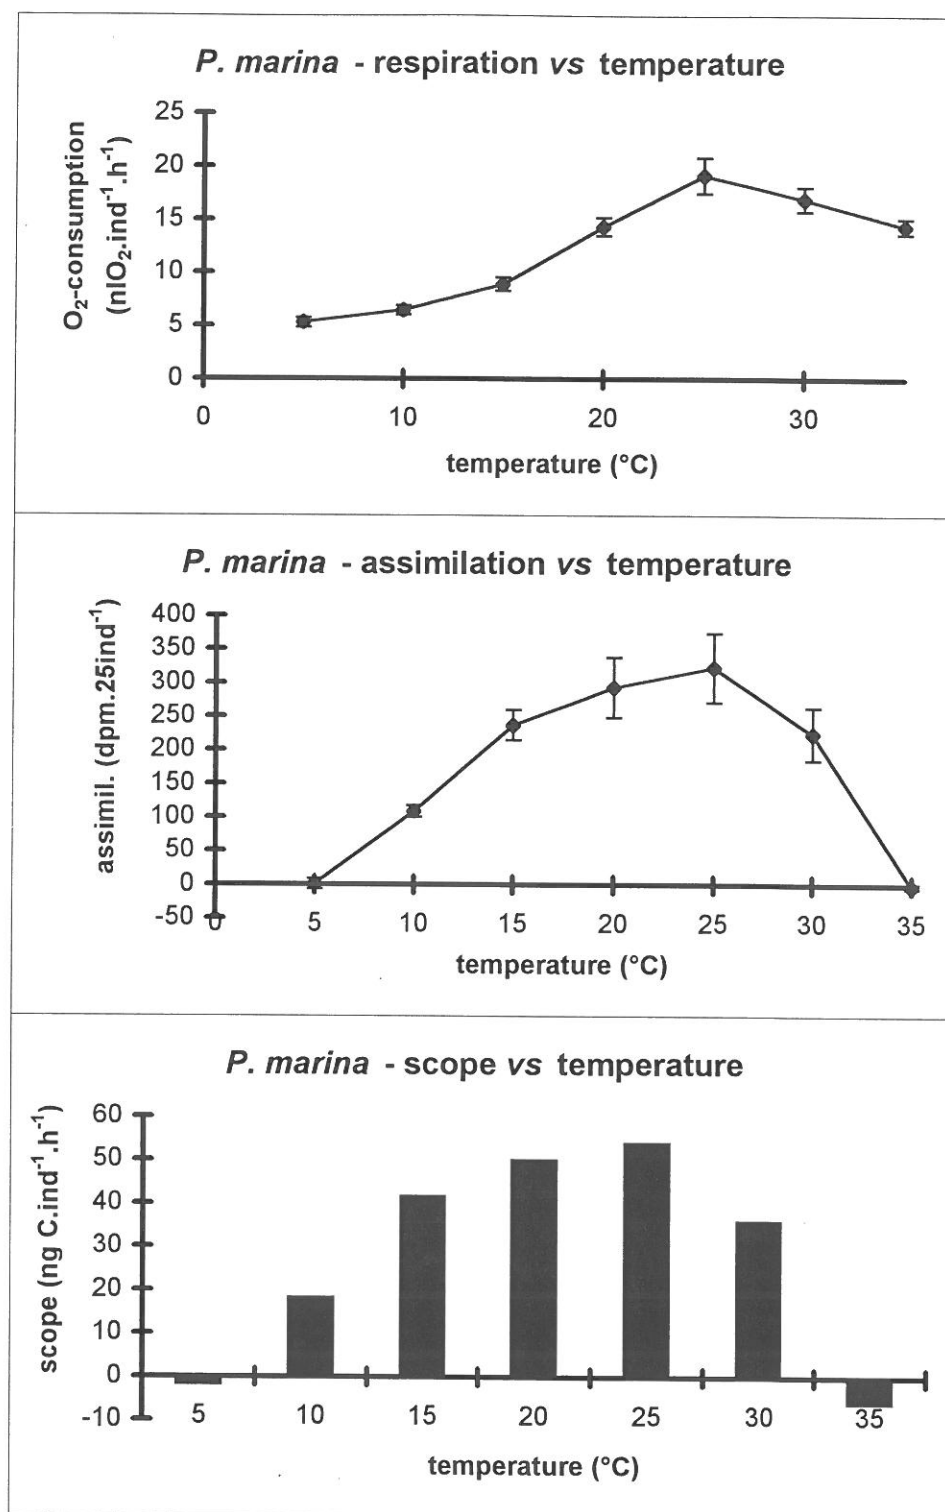 P. marina - respiration vs temperature
25
20
15
10
5
0
O₂-consumption
(nlO₂.ind⁻¹.h⁻¹)
0 10 20 30
temperature (°C)
P. marina - assimilation vs temperature
400
350
300
250
200
150
100
50
0
-50
assimil. (dpm.25ind⁻¹)
0 5 10 15 20 25 30 35
temperature (°C)
P. marina - scope vs temperature
60
50
40
30
20
10
0
-10
scope (ng C.ind⁻¹.h⁻¹)
5 10 15 20 25 30 35
temperature (°C)